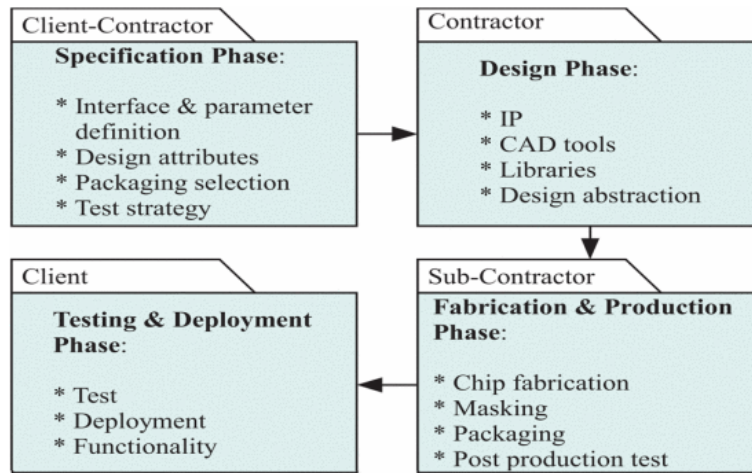 Client-Contractor
Specification Phase:
* Interface & parameter
definition
* Design attributes
* Packaging selection
* Test strategy
Contractor
Design Phase:
* IP
* CAD tools
* Libraries
* Design abstraction
Sub-Contractor
Fabrication & Production
Phase:
* Chip fabrication
* Masking
* Packaging
* Post production test
Client
Testing & Deployment
Phase:
* Test
* Deployment
* Functionality